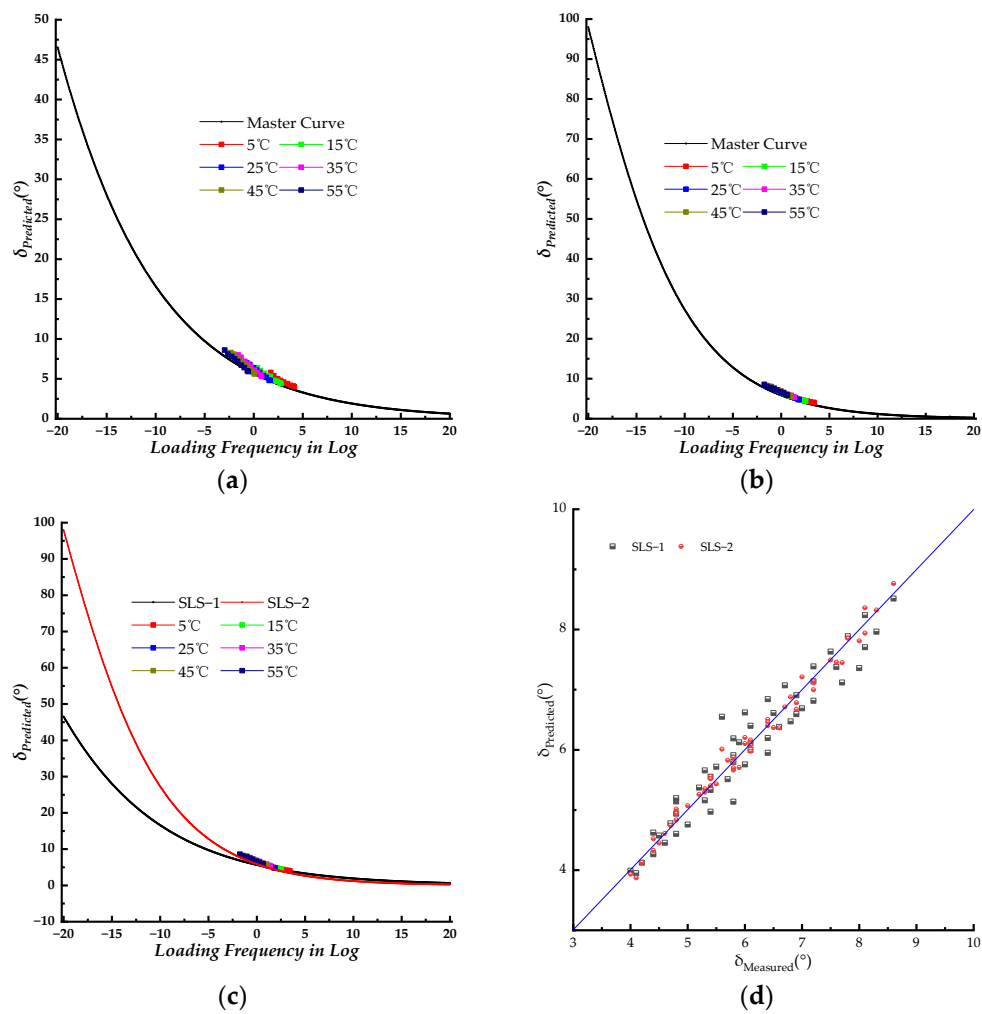 50
45
40
35
30
25
20
15
10
5
0
δPredicted(°)
Master Curve
5℃ 15℃
25℃ 35℃
45℃ 55℃
−20 −15 −10 −5 0 5 10 15 20
Loading Frequency in Log
(a)
100
90
80
70
60
50
40
30
20
10
0
δPredicted(°)
Master Curve
5℃ 15℃
25℃ 35℃
45℃ 55℃
−20 −15 −10 −5 0 5 10 15 20
Loading Frequency in Log
(b)
100
90
80
70
60
50
40
30
20
10
0
−10
δPredicted(°)
SLS−1 SLS−2
5℃ 15℃
25℃ 35℃
45℃ 55℃
−20 −15 −10 −5 0 5 10 15 20
Loading Frequency in Log
(c)
10
8
6
4
δPredicted(°)
SLS−1 SLS−2
3 4 5 6 7 8 9 10
δMeasured(°)
(d)